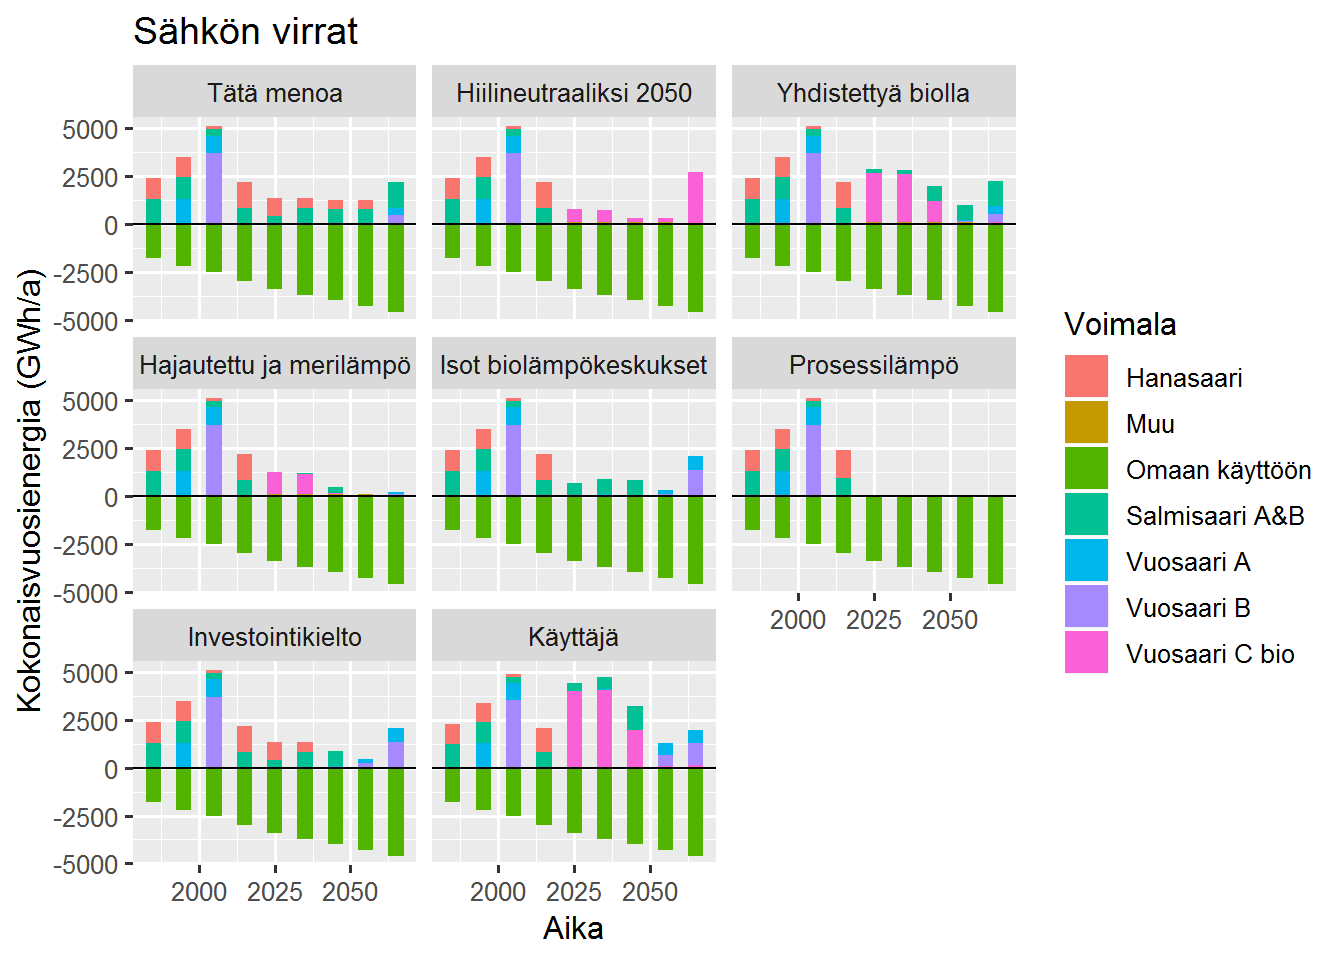 Sähkön virrat
Tätä menoa
Hiilineutraaliksi 2050
Yhdistettyä biolla
5000
2500
0
-2500
-5000
Hajautettu ja merilämpö
Isot biolämpökeskukset
Prosessilämpö
5000
2500
0
-2500
-5000
2000 2025 2050
Investointikielto
Käyttäjä
5000
2500
0
-2500
-5000
2000 2025 2050
2000 2025 2050
Aika
Kokonaisvuosienergia (GWh/a)
Voimala
Hanasaari
Muu
Omaan käyttöön
Salmisaari A&B
Vuosaari A
Vuosaari B
Vuosaari C bio